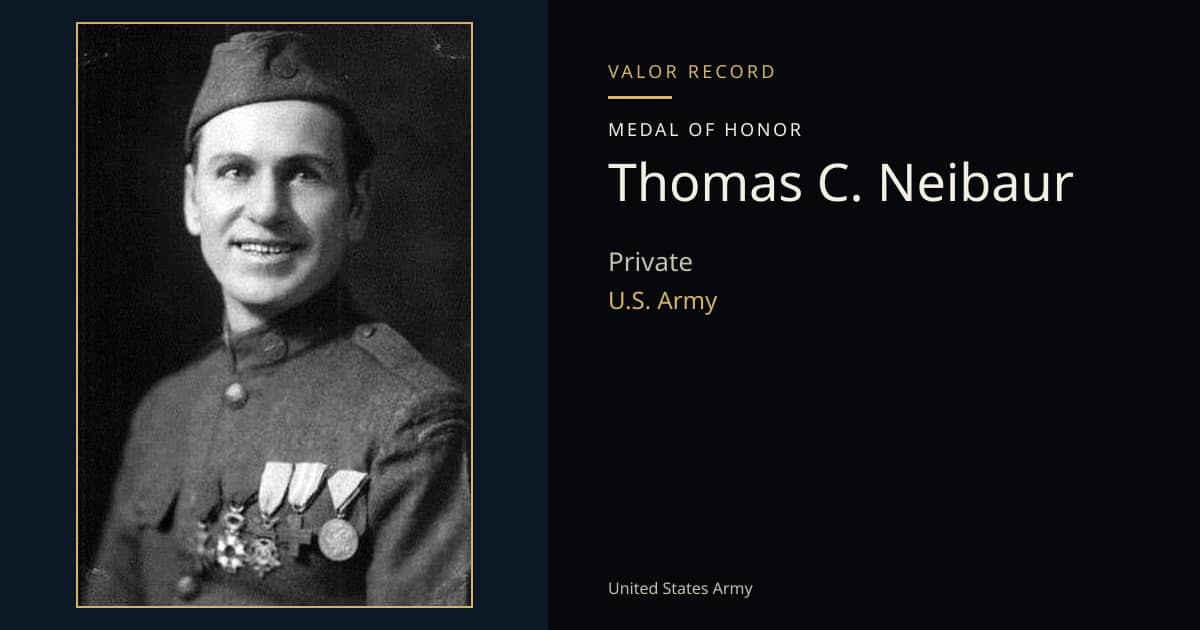 VALOR RECORD
MEDAL OF HONOR
Thomas C. Neibaur
Private
U.S. Army
United States Army